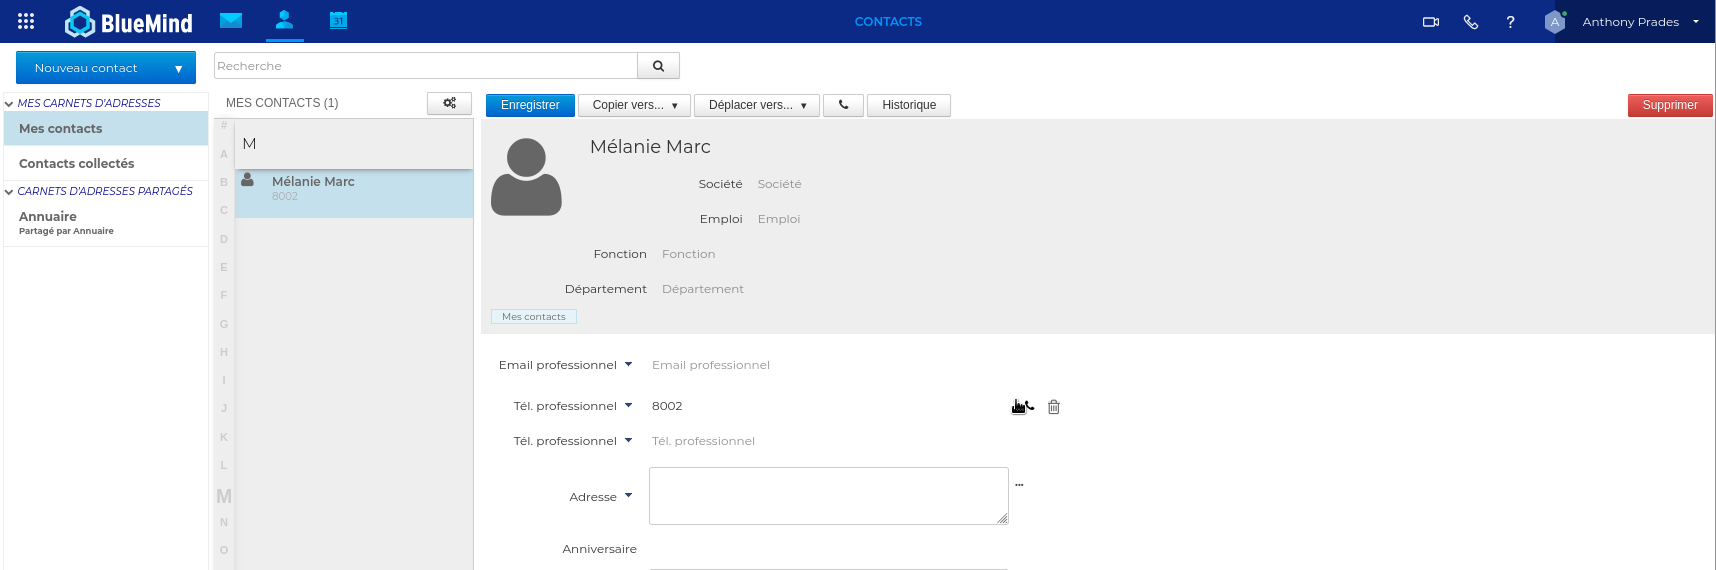 BlueMind
31
CONTACTS
?
A
Anthony Prades
Nouveau contact
Recherche
MES CARNETS D'ADRESSES
Mes contacts
Contacts collectés
CARNETS D'ADRESSES PARTAGÉS
Annuaire
Partagé par Annuaire
MES CONTACTS (1)
#
A
B
C
D
E
F
G
H
I
J
K
L
M
N
O
M
Mélanie Marc
8002
Enregistrer
Copier vers...
Déplacer vers...
Historique
Supprimer
Mélanie Marc
Société Société
Emploi Emploi
Fonction Fonction
Département Département
Mes contacts
Email professionnel Email professionnel
Tél. professionnel 8002
Tél. professionnel Tél. professionnel
Adresse
...
Anniversaire